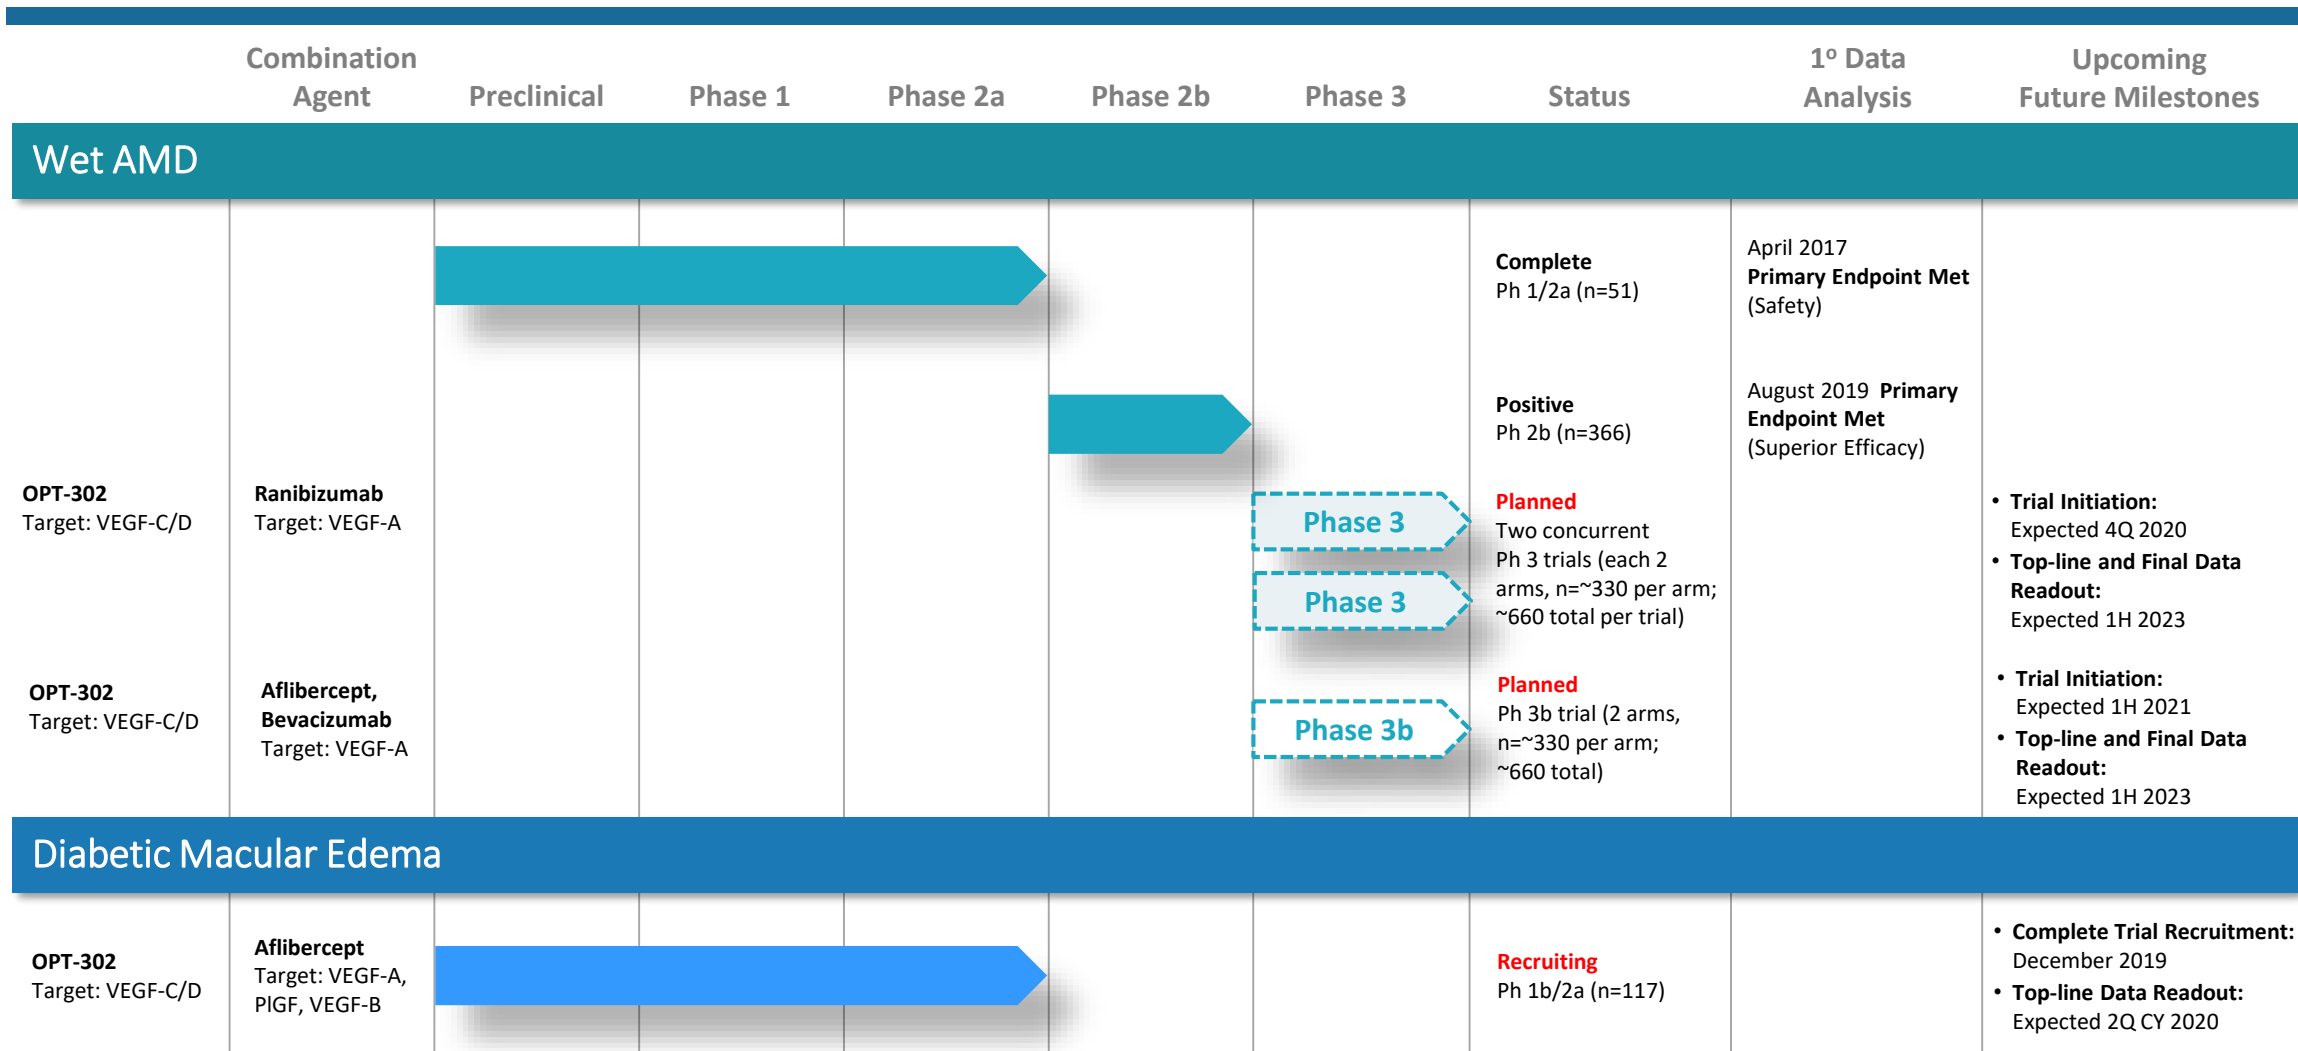 Combination
Agent
Preclinical
Phase 1
Phase 2a
Phase 2b
Phase 3
Status
1º Data
Analysis
Upcoming
Future Milestones
Wet AMD
Complete
Ph 1/2a (n=51)
April 2017
Primary Endpoint Met
(Safety)
Positive
Ph 2b (n=366)
August 2019 Primary
Endpoint Met
(Superior Efficacy)
OPT-302
Target: VEGF-C/D
Ranibizumab
Target: VEGF-A
Phase 3
Phase 3
Planned
Two concurrent
Ph 3 trials (each 2
arms, n=~330 per arm;
~660 total per trial)
• Trial Initiation:
Expected 4Q 2020
• Top-line and Final Data
Readout:
Expected 1H 2023
OPT-302
Target: VEGF-C/D
Aflibercept,
Bevacizumab
Target: VEGF-A
Phase 3b
Planned
Ph 3b trial (2 arms,
n=~330 per arm;
~660 total)
• Trial Initiation:
Expected 1H 2021
• Top-line and Final Data
Readout:
Expected 1H 2023
Diabetic Macular Edema
OPT-302
Target: VEGF-C/D
Aflibercept
Target: VEGF-A,
PlGF, VEGF-B
Recruiting
Ph 1b/2a (n=117)
• Complete Trial Recruitment:
December 2019
• Top-line Data Readout:
Expected 2Q CY 2020